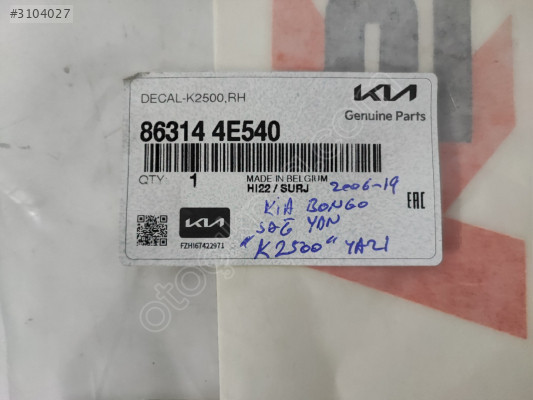 #3104027
DECAL-K2500,RH
KIA
Genuine Parts
86314 4E540
QTY: 1
MADE IN BELGIUM
HI22 / SURJ
2006-19
EAC
KIA BONGO
SAĞ YAN
"K2500" YAZI
KIA
FZHI67422971